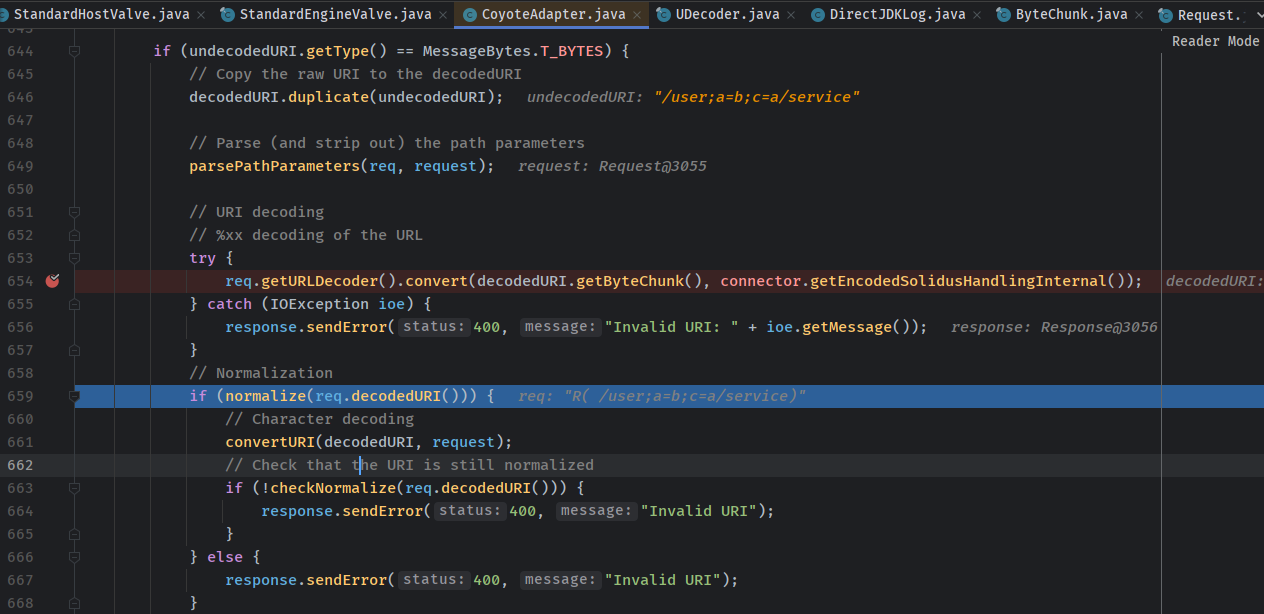 StandardHostValve.java × StandardEngineValve.java × CoyoteAdapter.java × UDecoder.java × DirectJDKLog.java × ByteChunk.java × Request.
Reader Mode
644 if (undecodedURI.getType() == MessageBytes.T_BYTES) {
645 // Copy the raw URI to the decodedURI
646 decodedURI.duplicate(undecodedURI); undecodedURI: "/user;a=b;c=a/service"
647
648 // Parse (and strip out) the path parameters
649 parsePathParameters(req, request); request: Request@3055
650
651 // URI decoding
652 // %xx decoding of the URL
653 try {
654 req.getURLDecoder().convert(decodedURI.getByteChunk(), connector.getEncodedSolidusHandlingInternal()); decodedURI:
655 } catch (IOException ioe) {
656 response.sendError( status: 400, message: "Invalid URI: " + ioe.getMessage()); response: Response@3056
657 }
658 // Normalization
659 if (normalize(req.decodedURI())) { req: "R( /user;a=b;c=a/service)"
660 // Character decoding
661 convertURI(decodedURI, request);
662 // Check that the URI is still normalized
663 if (!checkNormalize(req.decodedURI())) {
664 response.sendError( status: 400, message: "Invalid URI");
665 }
666 } else {
667 response.sendError( status: 400, message: "Invalid URI");
668 }